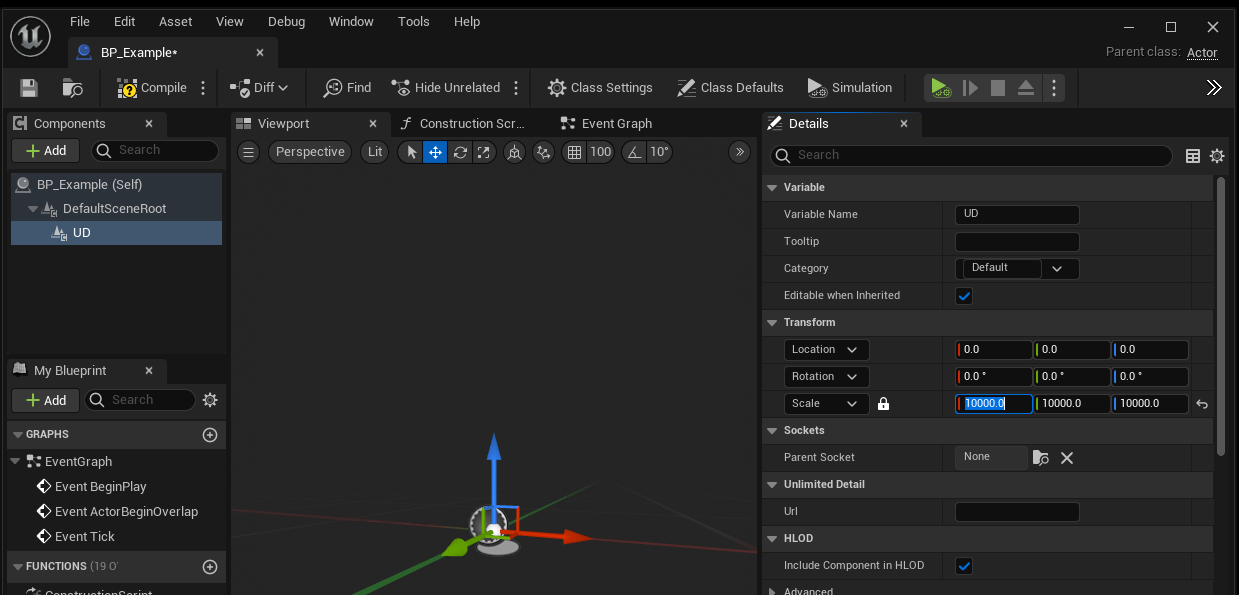 File Edit Asset View Debug Window Tools Help
BP_Example*
Parent class: Actor
Compile Diff Find Hide Unrelated Class Settings Class Defaults Simulation
Components
Add Search
BP_Example (Self)
DefaultSceneRoot
UD
My Blueprint
Add Search
GRAPHS
EventGraph
Event BeginPlay
Event ActorBeginOverlap
Event Tick
FUNCTIONS (19 O
ConstructionScript
Viewport Construction Scr... Event Graph
Perspective Lit 100 10°
Details
Search
Variable
Variable Name UD
Tooltip
Category Default
Editable when Inherited
Transform
Location 0.0 0.0 0.0
Rotation 0.0 ° 0.0 ° 0.0 °
Scale 10000.0 10000.0 10000.0
Sockets
Parent Socket None
Unlimited Detail
Url
HLOD
Include Component in HLOD
Advanced